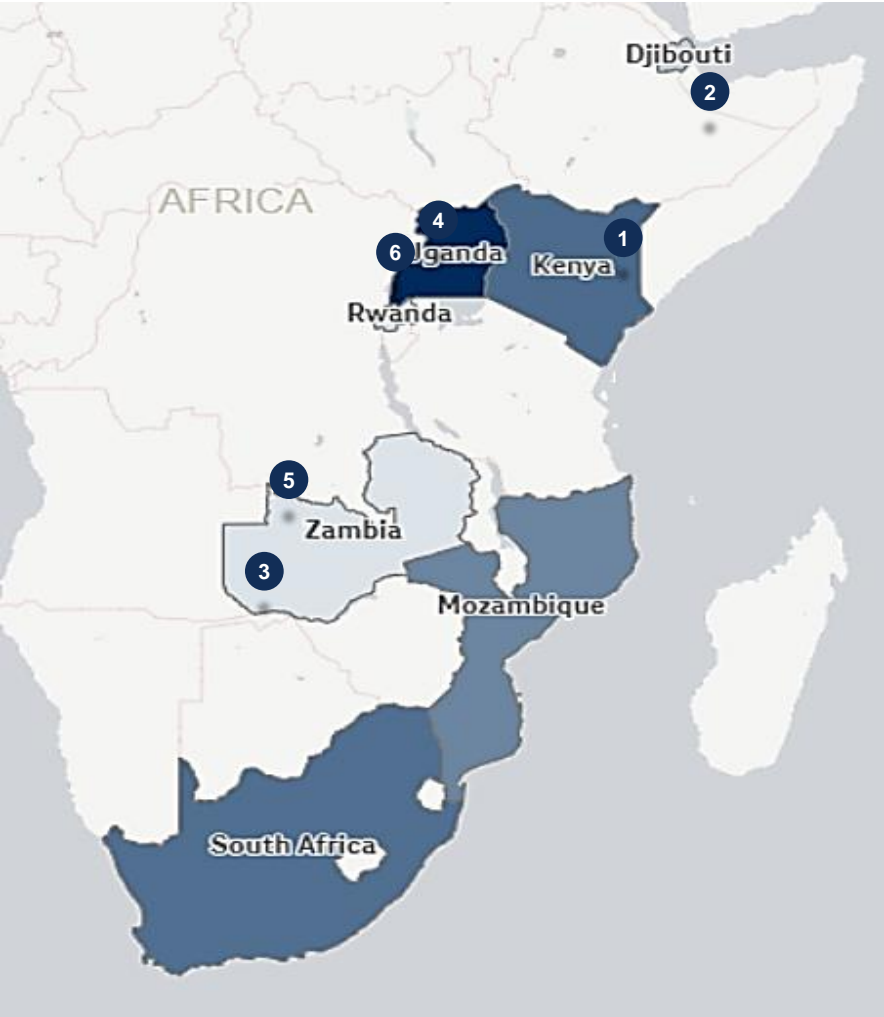 Djibouti
2
AFRICA
4
1
6
Uganda
Kenya
Rwanda
5
Zambia
3
Mozambique
South Africa